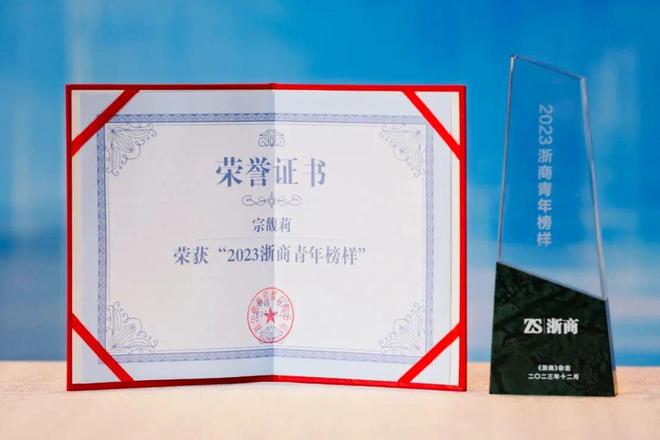 荣誉证书
宗馥莉
荣获“2023浙商青年榜样”
2023浙商青年榜样
ZS浙商
《浙商》杂志
二〇二三年十二月